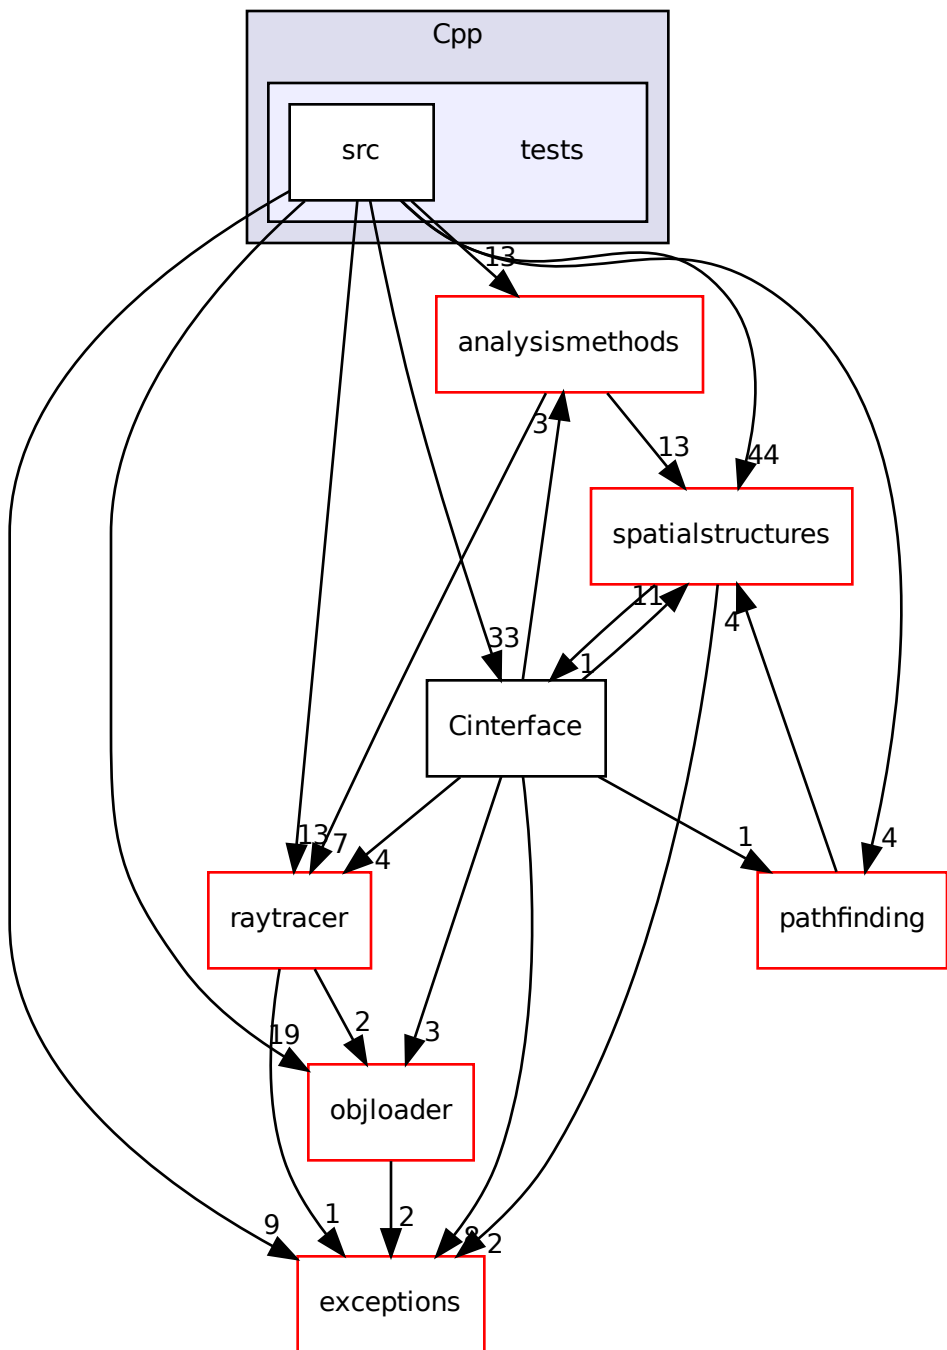 Cpp
src
tests
13
analysismethods
3
13
44
spatialstructures
11
4
33
1
Cinterface
13
7
4
1
4
raytracer
pathfinding
19
2
3
objloader
9
1
2
8
2
exceptions